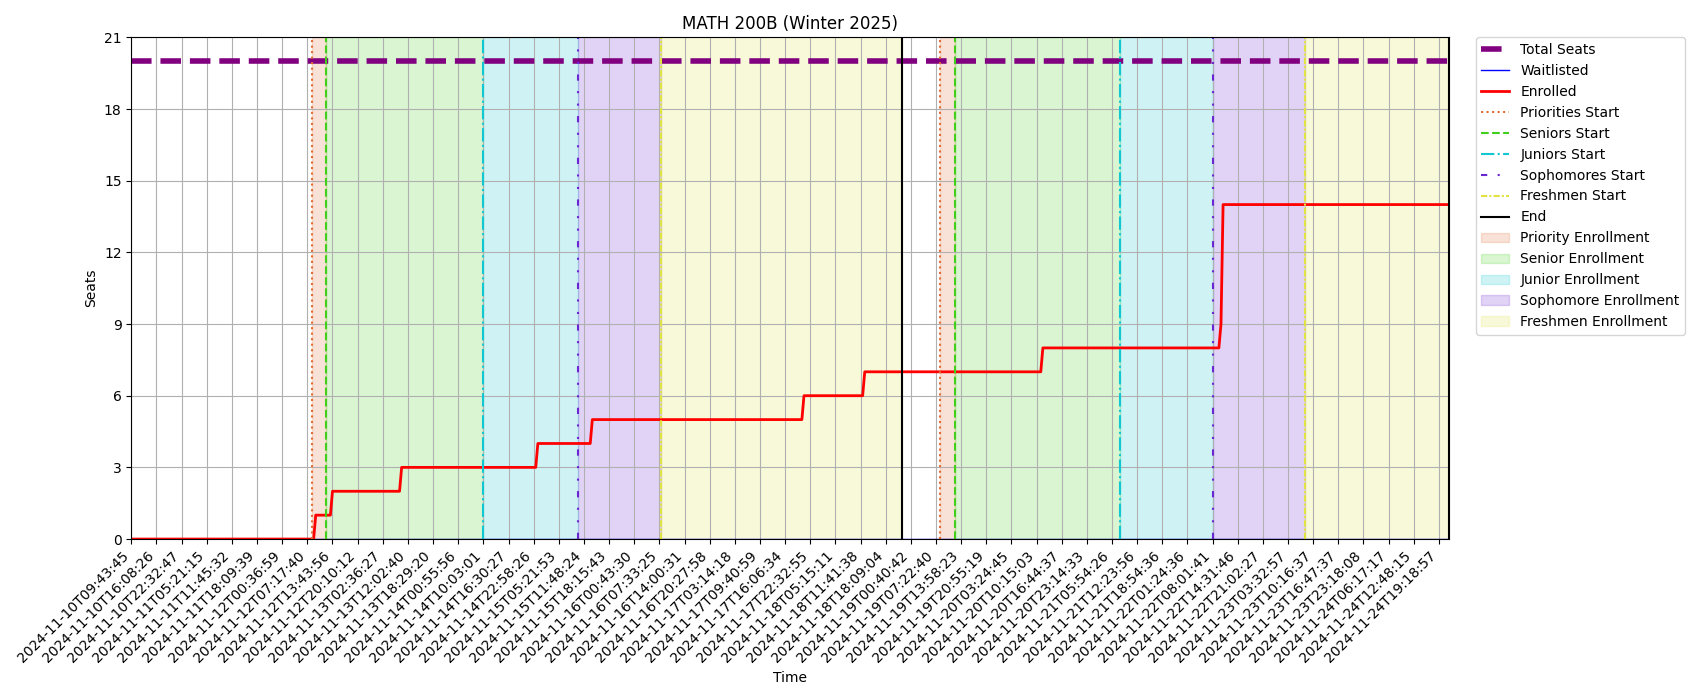 MATH 200B (Winter 2025)
21
18
15
12
9
6
3
0
Seats
2024-11-10T09:43:45
2024-11-10T16:08:26
2024-11-10T22:32:47
2024-11-11T05:21:15
2024-11-11T11:45:32
2024-11-11T18:09:39
2024-11-12T00:36:59
2024-11-12T07:17:40
2024-11-12T13:43:56
2024-11-12T20:10:12
2024-11-13T02:36:27
2024-11-13T12:02:40
2024-11-13T18:29:20
2024-11-14T00:55:56
2024-11-14T10:03:01
2024-11-14T16:30:27
2024-11-14T22:58:26
2024-11-15T05:21:53
2024-11-15T11:48:24
2024-11-15T18:15:43
2024-11-16T00:43:30
2024-11-16T07:33:25
2024-11-16T14:00:31
2024-11-16T20:27:58
2024-11-17T03:14:18
2024-11-17T09:40:59
2024-11-17T16:06:34
2024-11-17T22:32:55
2024-11-18T05:15:11
2024-11-18T11:41:38
2024-11-18T18:09:04
2024-11-19T00:40:42
2024-11-19T07:22:40
2024-11-19T13:58:23
2024-11-19T20:55:19
2024-11-20T03:24:45
2024-11-20T10:15:03
2024-11-20T16:44:37
2024-11-20T23:14:33
2024-11-21T05:54:26
2024-11-21T12:23:56
2024-11-21T18:54:36
2024-11-22T01:24:36
2024-11-22T08:01:41
2024-11-22T14:31:46
2024-11-22T21:02:27
2024-11-23T03:32:57
2024-11-23T10:16:37
2024-11-23T16:47:37
2024-11-23T23:18:08
2024-11-24T06:17:17
2024-11-24T12:48:15
2024-11-24T19:18:57
Time
Total Seats
Waitlisted
Enrolled
Priorities Start
Seniors Start
Juniors Start
Sophomores Start
Freshmen Start
End
Priority Enrollment
Senior Enrollment
Junior Enrollment
Sophomore Enrollment
Freshmen Enrollment